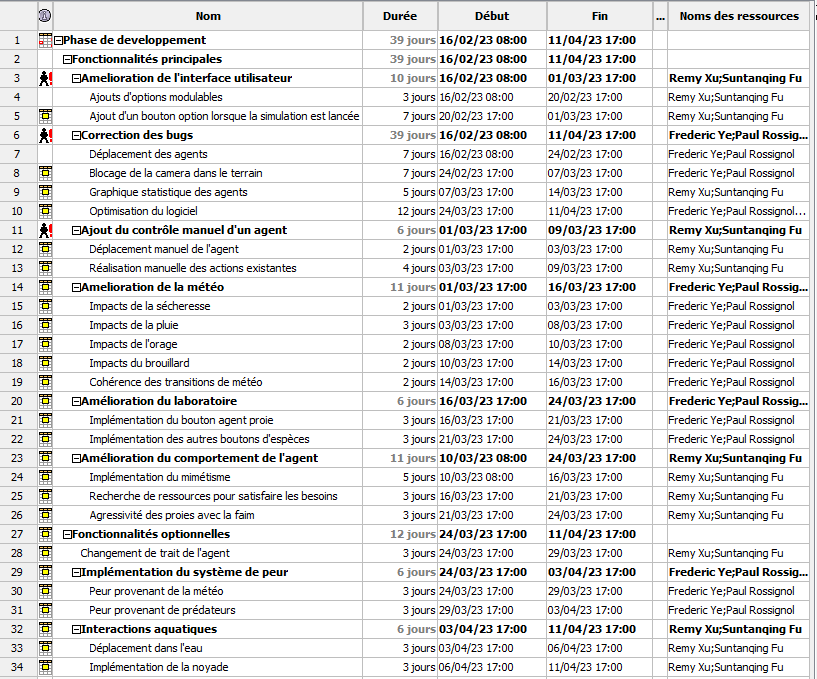 Nom Durée Début Fin ... Noms des ressources
1 Phase de developpement 39 jours 16/02/23 08:00 11/04/23 17:00
2 Fonctionnalités principales 39 jours 16/02/23 08:00 11/04/23 17:00
3 Amelioration de l'interface utilisateur 10 jours 16/02/23 08:00 01/03/23 17:00 Remy Xu;Suntanqing Fu
4 Ajouts d'options modulables 3 jours 16/02/23 08:00 20/02/23 17:00 Remy Xu;Suntanqing Fu
5 Ajout d'un bouton option lorsque la simulation est lancée 7 jours 20/02/23 17:00 01/03/23 17:00 Remy Xu;Suntanqing Fu
6 Correction des bugs 39 jours 16/02/23 08:00 11/04/23 17:00 Frederic Ye;Paul Rossig...
7 Déplacement des agents 7 jours 16/02/23 08:00 24/02/23 17:00 Frederic Ye;Paul Rossignol
8 Blocage de la camera dans le terrain 7 jours 24/02/23 17:00 07/03/23 17:00 Frederic Ye;Paul Rossignol
9 Graphique statistique des agents 5 jours 07/03/23 17:00 14/03/23 17:00 Remy Xu;Suntanqing Fu
10 Optimisation du logiciel 12 jours 24/03/23 17:00 11/04/23 17:00 Frederic Ye;Paul Rossignol...
11 Ajout du contrôle manuel d'un agent 6 jours 01/03/23 17:00 09/03/23 17:00 Remy Xu;Suntanqing Fu
12 Déplacement manuel de l'agent 2 jours 01/03/23 17:00 03/03/23 17:00 Remy Xu;Suntanqing Fu
13 Réalisation manuelle des actions existantes 4 jours 03/03/23 17:00 09/03/23 17:00 Remy Xu;Suntanqing Fu
14 Amelioration de la météo 11 jours 01/03/23 17:00 16/03/23 17:00 Frederic Ye;Paul Rossig...
15 Impacts de la sécheresse 2 jours 01/03/23 17:00 03/03/23 17:00 Frederic Ye;Paul Rossignol
16 Impacts de la pluie 3 jours 03/03/23 17:00 08/03/23 17:00 Frederic Ye;Paul Rossignol
17 Impacts de l'orage 2 jours 08/03/23 17:00 10/03/23 17:00 Frederic Ye;Paul Rossignol
18 Impacts du brouillard 2 jours 10/03/23 17:00 14/03/23 17:00 Frederic Ye;Paul Rossignol
19 Cohérence des transitions de météo 2 jours 14/03/23 17:00 16/03/23 17:00 Frederic Ye;Paul Rossignol
20 Amélioration du laboratoire 6 jours 16/03/23 17:00 24/03/23 17:00 Frederic Ye;Paul Rossig...
21 Implémentation du bouton agent proie 3 jours 16/03/23 17:00 21/03/23 17:00 Frederic Ye;Paul Rossignol
22 Implémentation des autres boutons d'espèces 3 jours 21/03/23 17:00 24/03/23 17:00 Frederic Ye;Paul Rossignol
23 Amélioration du comportement de l'agent 11 jours 10/03/23 08:00 24/03/23 17:00 Remy Xu;Suntanqing Fu
24 Implémentation du mimétisme 5 jours 10/03/23 08:00 16/03/23 17:00 Remy Xu;Suntanqing Fu
25 Recherche de ressources pour satisfaire les besoins 3 jours 16/03/23 17:00 21/03/23 17:00 Remy Xu;Suntanqing Fu
26 Agressivité des proies avec la faim 3 jours 21/03/23 17:00 24/03/23 17:00 Remy Xu;Suntanqing Fu
27 Fonctionnalités optionnelles 12 jours 24/03/23 17:00 11/04/23 17:00
28 Changement de trait de l'agent 3 jours 24/03/23 17:00 29/03/23 17:00 Remy Xu;Suntanqing Fu
29 Implémentation du système de peur 6 jours 24/03/23 17:00 03/04/23 17:00 Frederic Ye;Paul Rossig...
30 Peur provenant de la météo 3 jours 24/03/23 17:00 29/03/23 17:00 Frederic Ye;Paul Rossignol
31 Peur provenant de prédateurs 3 jours 29/03/23 17:00 03/04/23 17:00 Frederic Ye;Paul Rossignol
32 Interactions aquatiques 6 jours 03/04/23 17:00 11/04/23 17:00 Remy Xu;Suntanqing Fu
33 Déplacement dans l'eau 3 jours 03/04/23 17:00 06/04/23 17:00 Remy Xu;Suntanqing Fu
34 Implémentation de la noyade 3 jours 06/04/23 17:00 11/04/23 17:00 Remy Xu;Suntanqing Fu